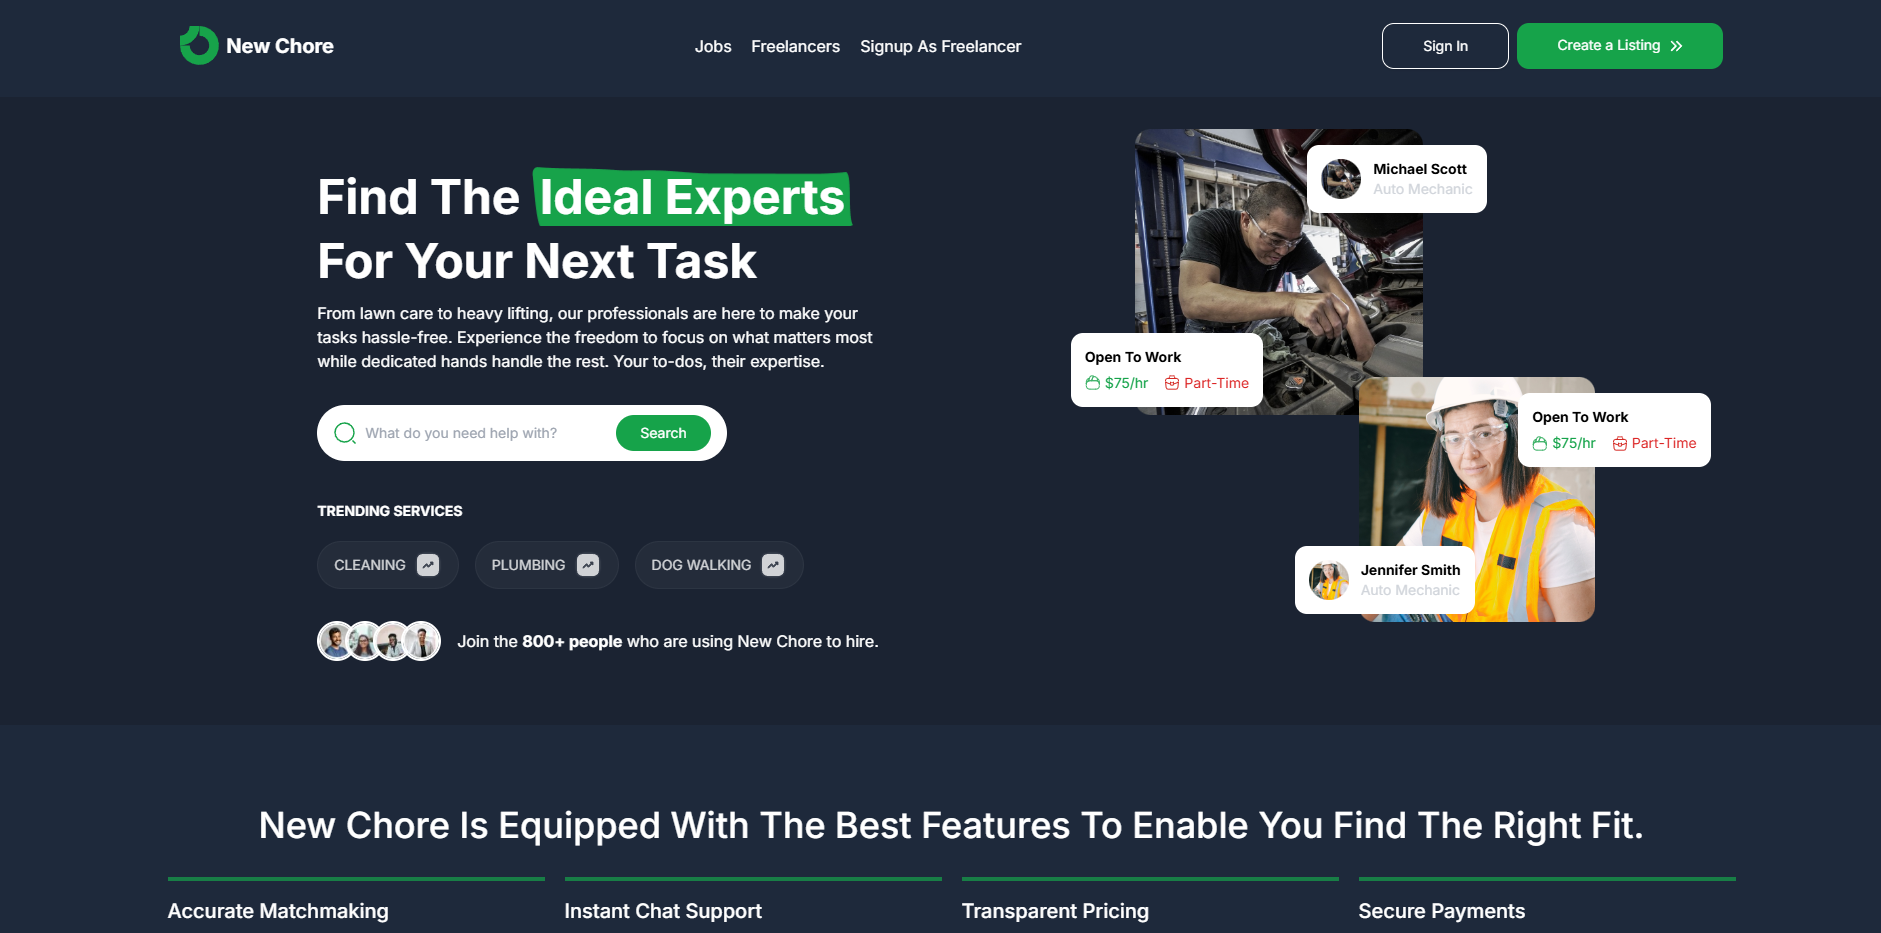 New Chore
Jobs Freelancers Signup As Freelancer
Sign In
Create a Listing
Find The Ideal Experts
For Your Next Task
From lawn care to heavy lifting, our professionals are here to make your
tasks hassle-free. Experience the freedom to focus on what matters most
while dedicated hands handle the rest. Your to-dos, their expertise.
What do you need help with?
Search
TRENDING SERVICES
CLEANING
PLUMBING
DOG WALKING
Join the 800+ people who are using New Chore to hire.
Michael Scott
Auto Mechanic
Open To Work
$75/hr Part-Time
Open To Work
$75/hr Part-Time
Jennifer Smith
Auto Mechanic
New Chore Is Equipped With The Best Features To Enable You Find The Right Fit.
Accurate Matchmaking
Instant Chat Support
Transparent Pricing
Secure Payments